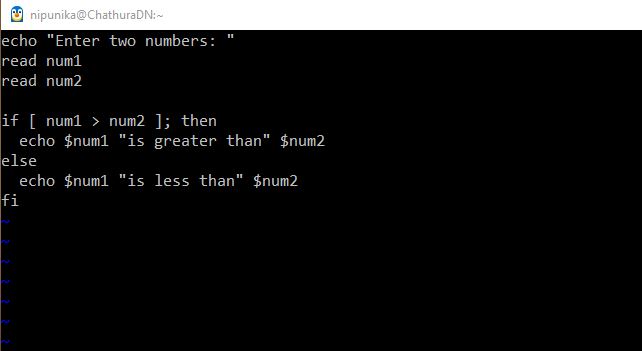 nipunika@ChathuraDN:~
echo "Enter two numbers: "
read num1
read num2

if [ num1 > num2 ]; then
  echo $num1 "is greater than" $num2
else
  echo $num1 "is less than" $num2
fi
~
~
~
~
~
~
~